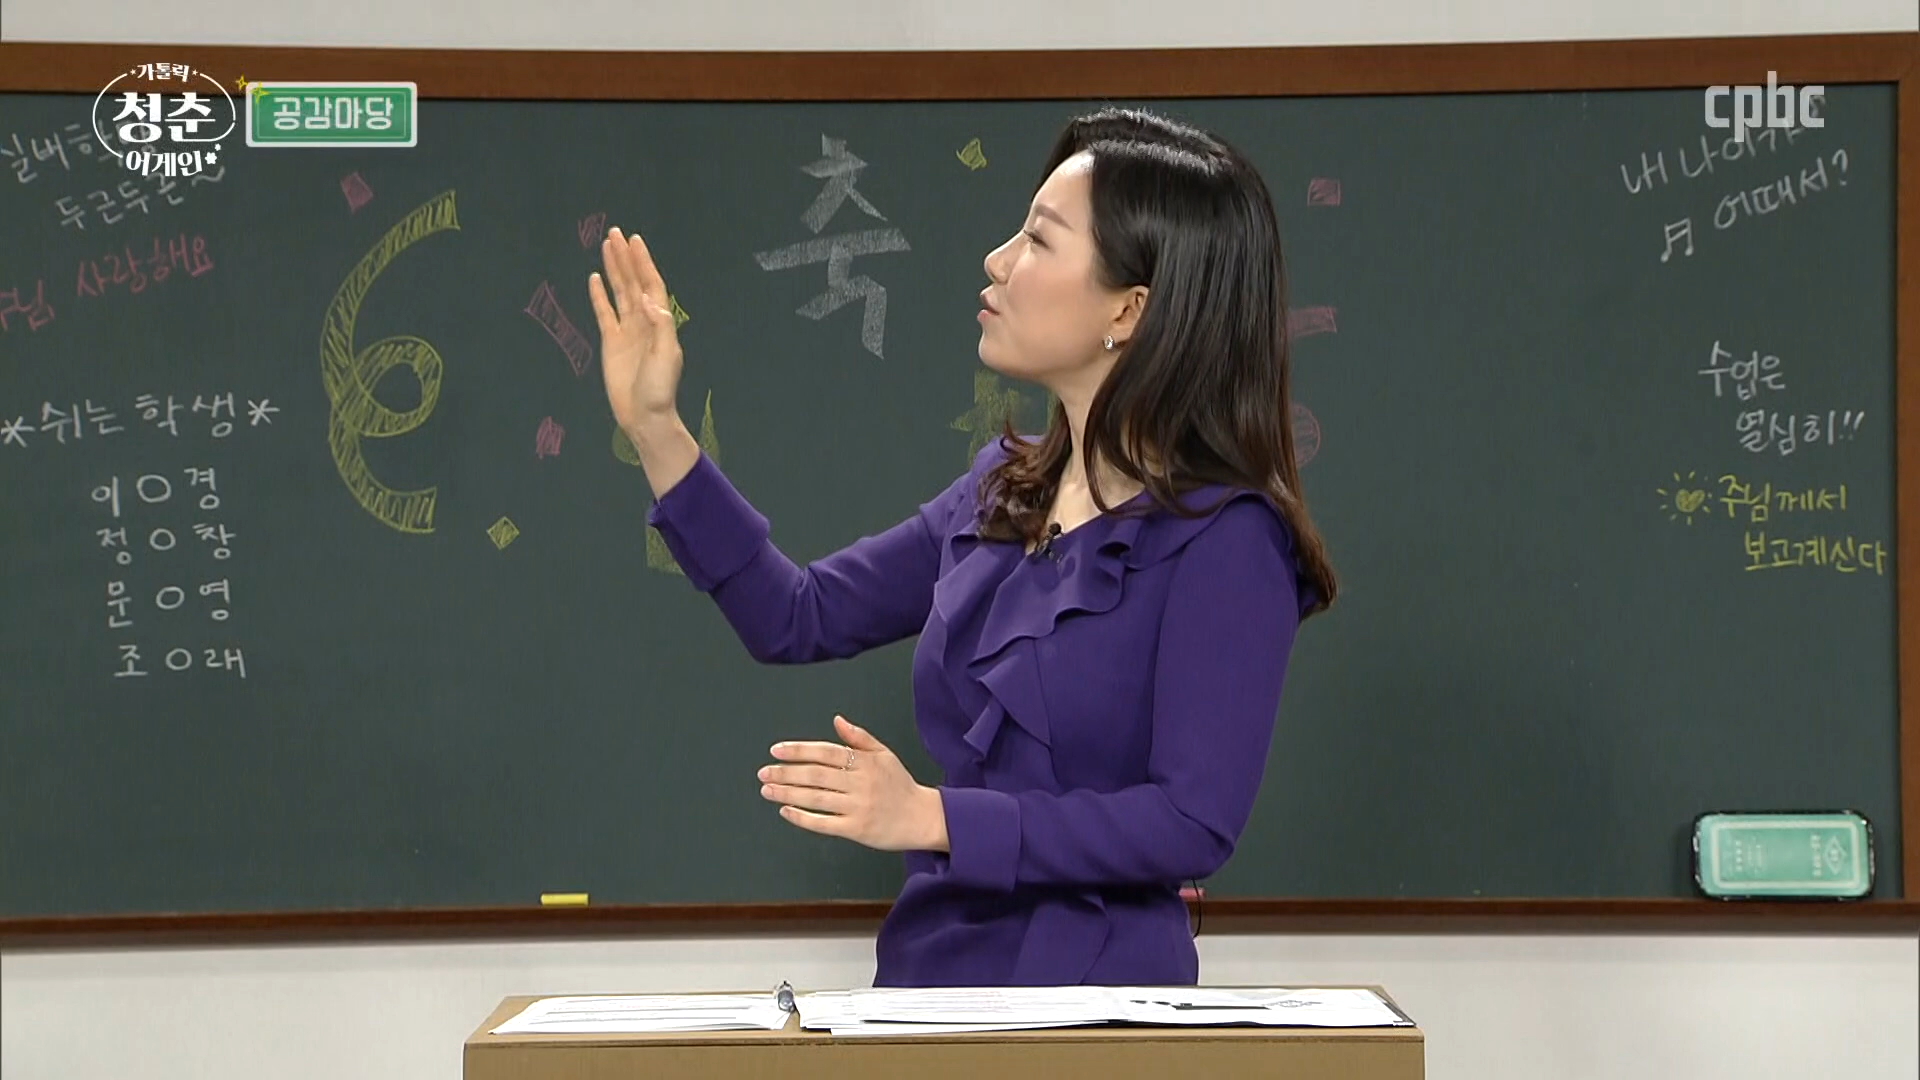 가톨릭
청춘
어게인
공감마당
cpbc
두근두근~
주님 사랑해요
*쉬는 학생*
이○경
정○창
문○영
조○래
축
내 나이가
어때서?
수업은
열심히!!
주님께서
보고계신다